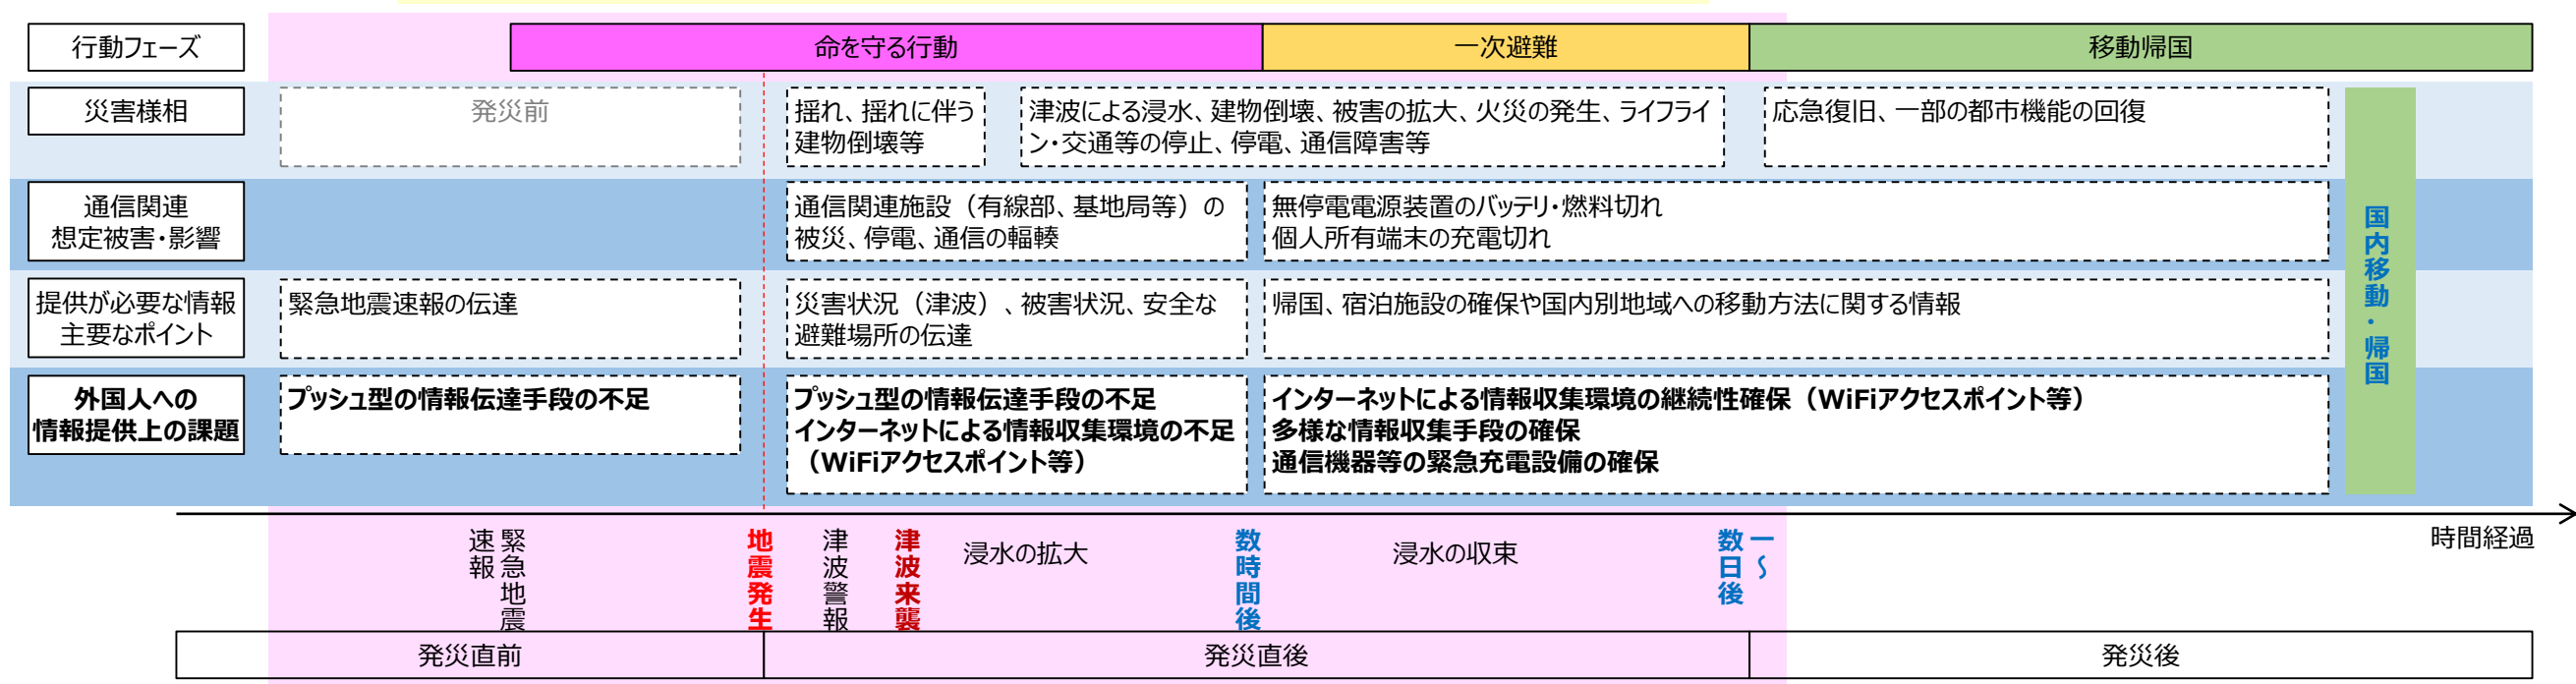 行動フェーズ
命を守る行動
一次避難
移動帰国
災害様相
発災前
揺れ、揺れに伴う
建物倒壊等
津波による浸水、建物倒壊、被害の拡大、火災の発生、ライフライ
ン・交通等の停止、停電、通信障害等
応急復旧、一部の都市機能の回復
通信関連
想定被害・影響
通信関連施設（有線部、基地局等）の
被災、停電、通信の輻輳
無停電電源装置のバッテリ・燃料切れ
個人所有端末の充電切れ
提供が必要な情報
主要なポイント
緊急地震速報の伝達
災害状況（津波）、被害状況、安全な
避難場所の伝達
帰国、宿泊施設の確保や国内別地域への移動方法に関する情報
外国人への
情報提供上の課題
プッシュ型の情報伝達手段の不足
プッシュ型の情報伝達手段の不足
インターネットによる情報収集環境の不足
（WiFiアクセスポイント等）
インターネットによる情報収集環境の継続性確保（WiFiアクセスポイント等）
多様な情報収集手段の確保
通信機器等の緊急充電設備の確保
国内移動・帰国
時間経過
緊急地震
速報
地震発生
津波警報
津波来襲
浸水の拡大
数時間後
浸水の収束
一～
数日後
発災直前
発災直後
発災後